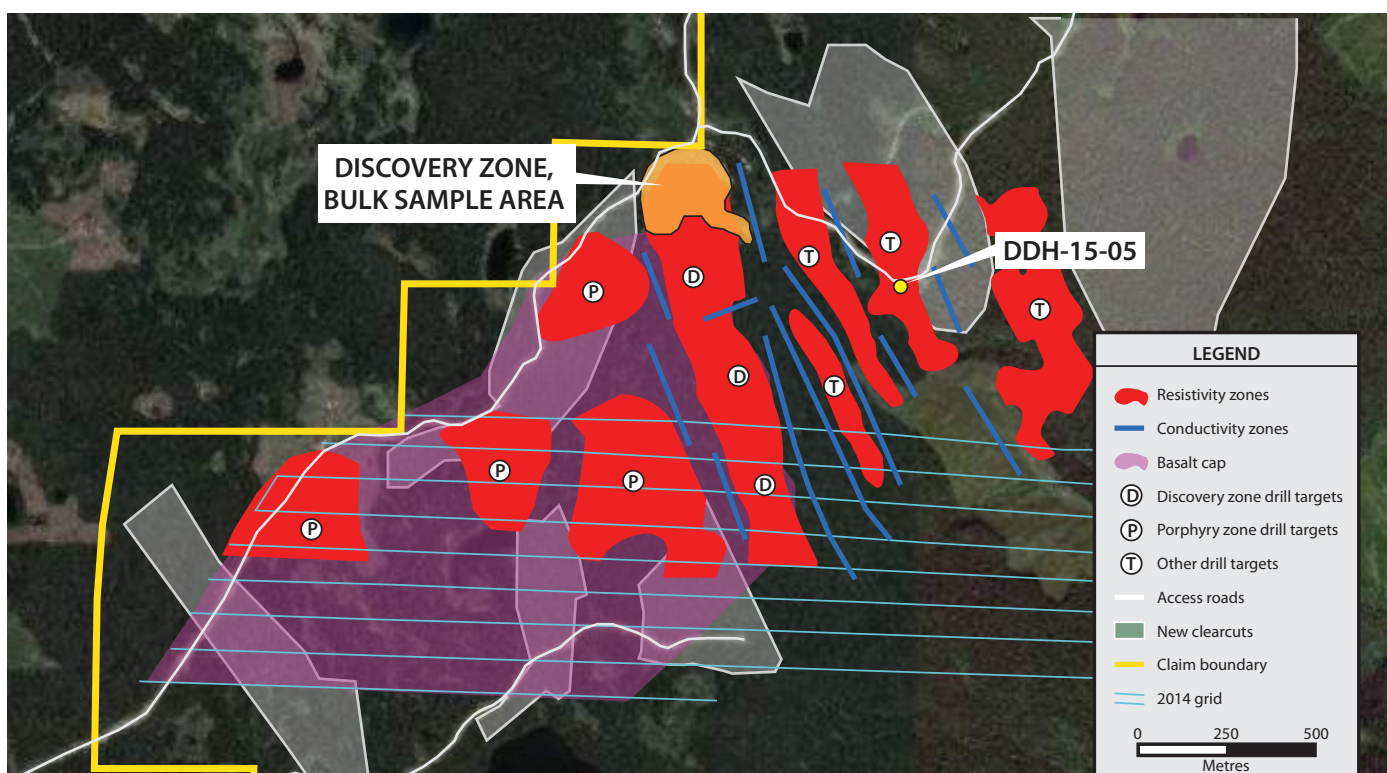 DISCOVERY ZONE,
BULK SAMPLE AREA
DDH-15-05
P
D
T
T
T
D
T
P
P
D
P
LEGEND
Resistivity zones
Conductivity zones
Basalt cap
D Discovery zone drill targets
P Porphyry zone drill targets
T Other drill targets
Access roads
New clearcuts
Claim boundary
2014 grid
0 250 500
Metres